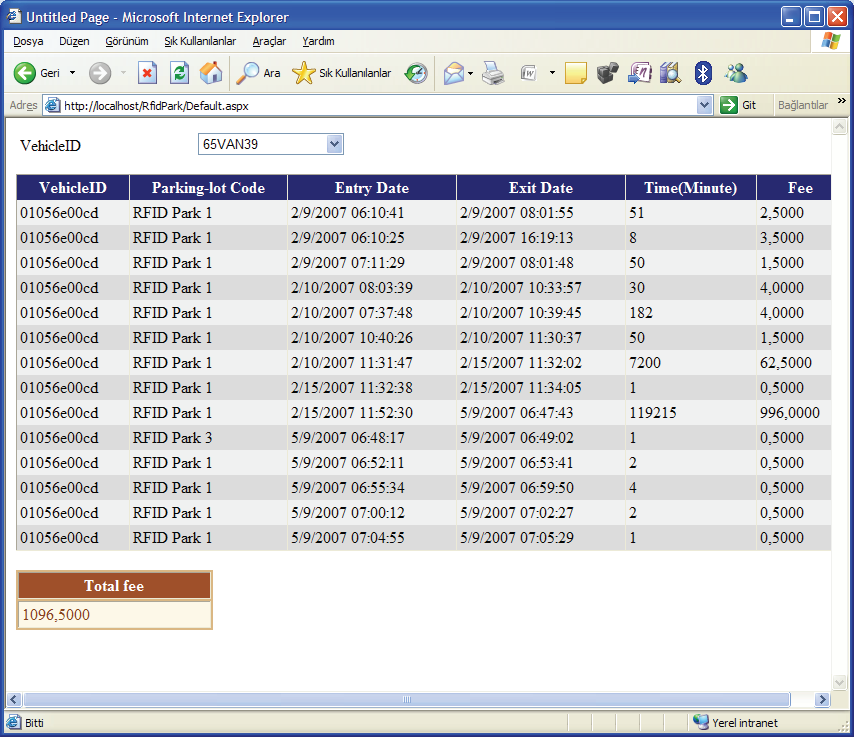 Untitled Page - Microsoft Internet Explorer
Dosya Düzen Görünüm Sık Kullanılanlar Araçlar Yardım
Geri Ara Sık Kullanılanlar
Adres http://localhost/RfidPark/Default.aspx Git Bağlantılar »
VehicleID 65VAN39
VehicleID Parking-lot Code Entry Date Exit Date Time(Minute) Fee
01056e00cd RFID Park 1 2/9/2007 06:10:41 2/9/2007 08:01:55 51 2,5000
01056e00cd RFID Park 1 2/9/2007 06:10:25 2/9/2007 16:19:13 8 3,5000
01056e00cd RFID Park 1 2/9/2007 07:11:29 2/9/2007 08:01:48 50 1,5000
01056e00cd RFID Park 1 2/10/2007 08:03:39 2/10/2007 10:33:57 30 4,0000
01056e00cd RFID Park 1 2/10/2007 07:37:48 2/10/2007 10:39:45 182 4,0000
01056e00cd RFID Park 1 2/10/2007 10:40:26 2/10/2007 11:30:37 50 1,5000
01056e00cd RFID Park 1 2/10/2007 11:31:47 2/15/2007 11:32:02 7200 62,5000
01056e00cd RFID Park 1 2/15/2007 11:32:38 2/15/2007 11:34:05 1 0,5000
01056e00cd RFID Park 1 2/15/2007 11:52:30 5/9/2007 06:47:43 119215 996,0000
01056e00cd RFID Park 3 5/9/2007 06:48:17 5/9/2007 06:49:02 1 0,5000
01056e00cd RFID Park 1 5/9/2007 06:52:11 5/9/2007 06:53:41 2 0,5000
01056e00cd RFID Park 1 5/9/2007 06:55:34 5/9/2007 06:59:50 4 0,5000
01056e00cd RFID Park 1 5/9/2007 07:00:12 5/9/2007 07:02:27 2 0,5000
01056e00cd RFID Park 1 5/9/2007 07:04:55 5/9/2007 07:05:29 1 0,5000
Total fee
1096,5000
Bitti Yerel intranet